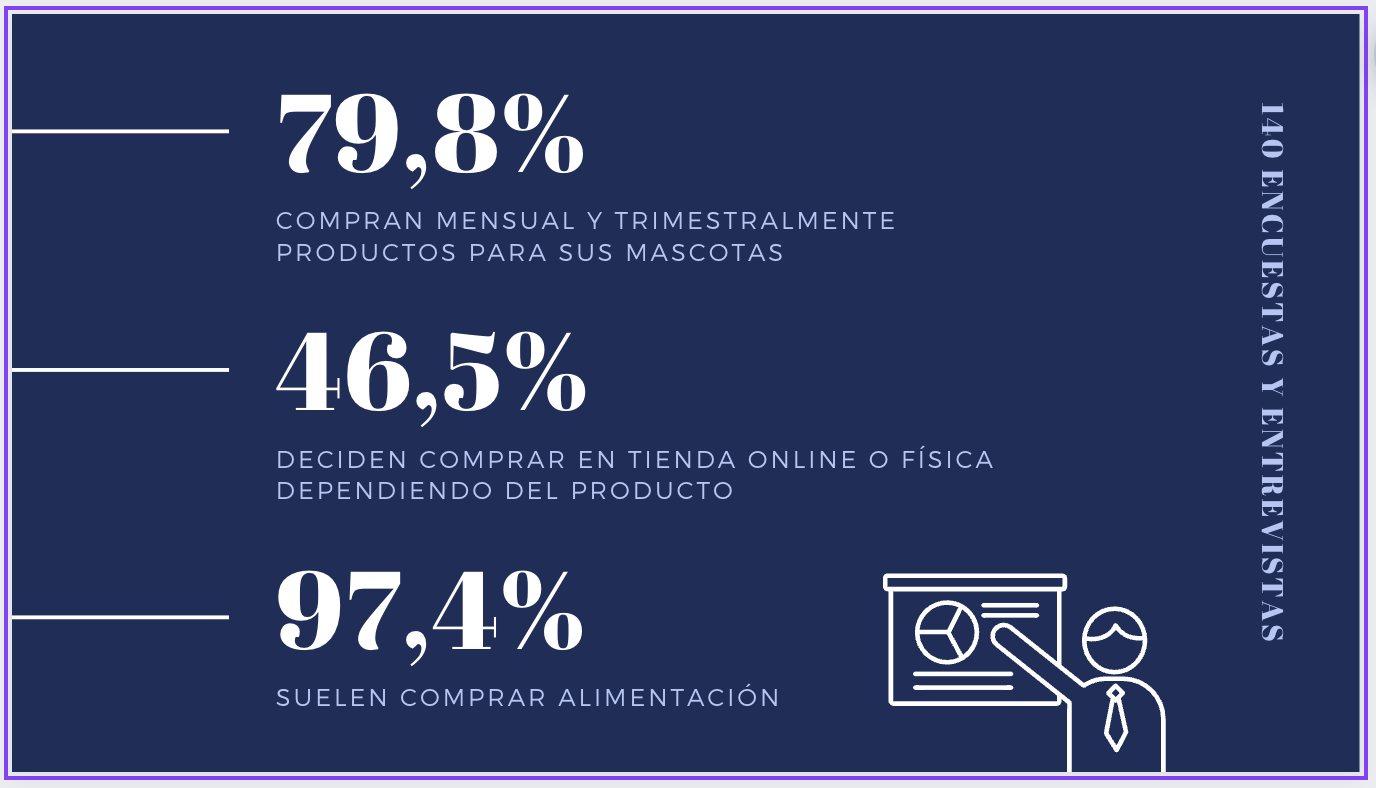 79,8%
COMPRAN MENSUAL Y TRIMESTRALMENTE
PRODUCTOS PARA SUS MASCOTAS
46,5%
DECIDEN COMPRAR EN TIENDA ONLINE O FÍSICA
DEPENDIENDO DEL PRODUCTO
97,4%
SUELEN COMPRAR ALIMENTACIÓN
140 ENCUESTAS Y ENTREVISTAS